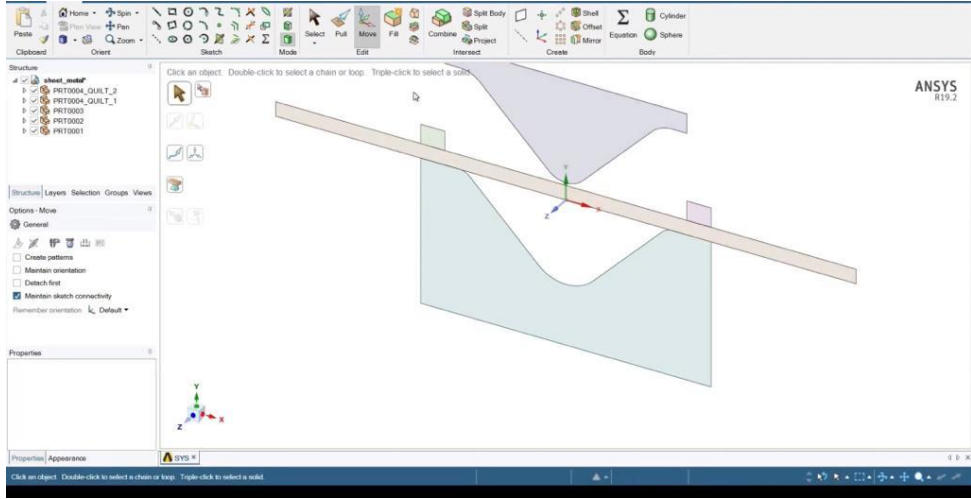 Home
Spin
Plan View
Pan
Zoom
Paste
Clipboard
Orient
Sketch
Mode
Select
Pull
Move
Fill
Edit
Combine
Split Body
Split
Project
Intersect
Shell
Offset
Mirror
Create
Equation
Cylinder
Sphere
Body
Structure
sheet_metal*
PRT0004_QUILT_2
PRT0004_QUILT_1
PRT0003
PRT0002
PRT0001
Structure Layers Selection Groups Views
Options - Move
General
Create patterns
Maintain orientation
Detach first
Maintain sketch connectivity
Remember orientation Default
Properties
Properties Appearance
Click an object. Double-click to select a chain or loop. Triple-click to select a solid.
ANSYS
R19.2
Y
X
Z
Y
X
Z
SYS
Click an object. Double-click to select a chain or loop. Triple-click to select a solid.